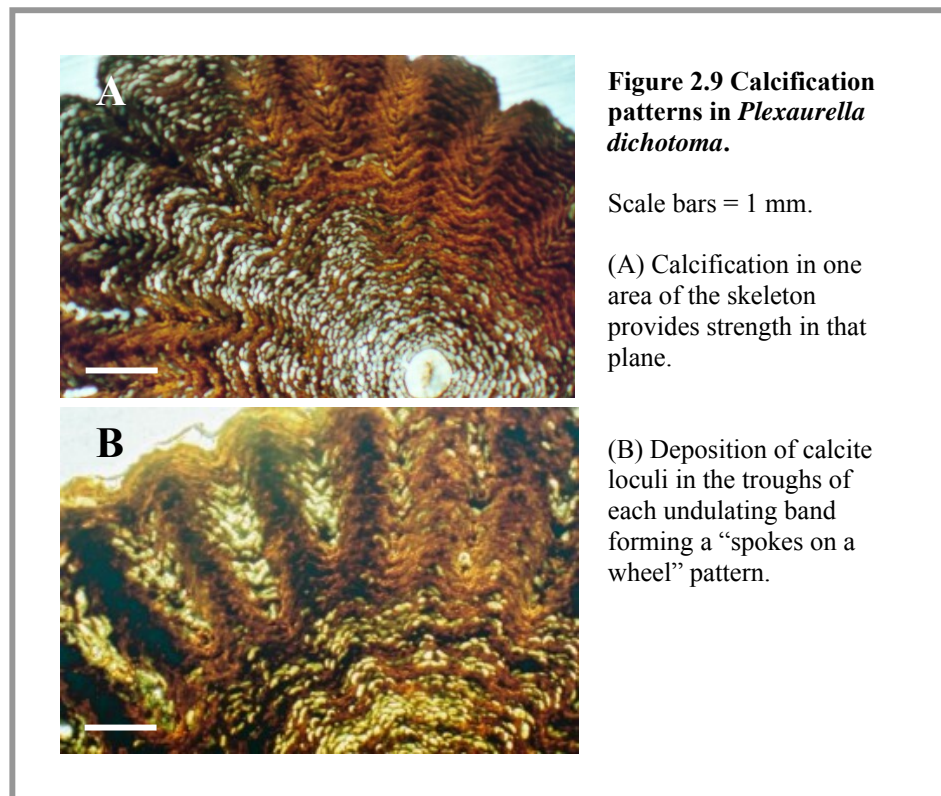 A
B
Figure 2.9 Calcification
patterns in Plexaurella
dichotoma.
Scale bars = 1 mm.
(A) Calcification in one
area of the skeleton
provides strength in that
plane.
(B) Deposition of calcite
loculi in the troughs of
each undulating band
forming a “spokes on a
wheel” pattern.